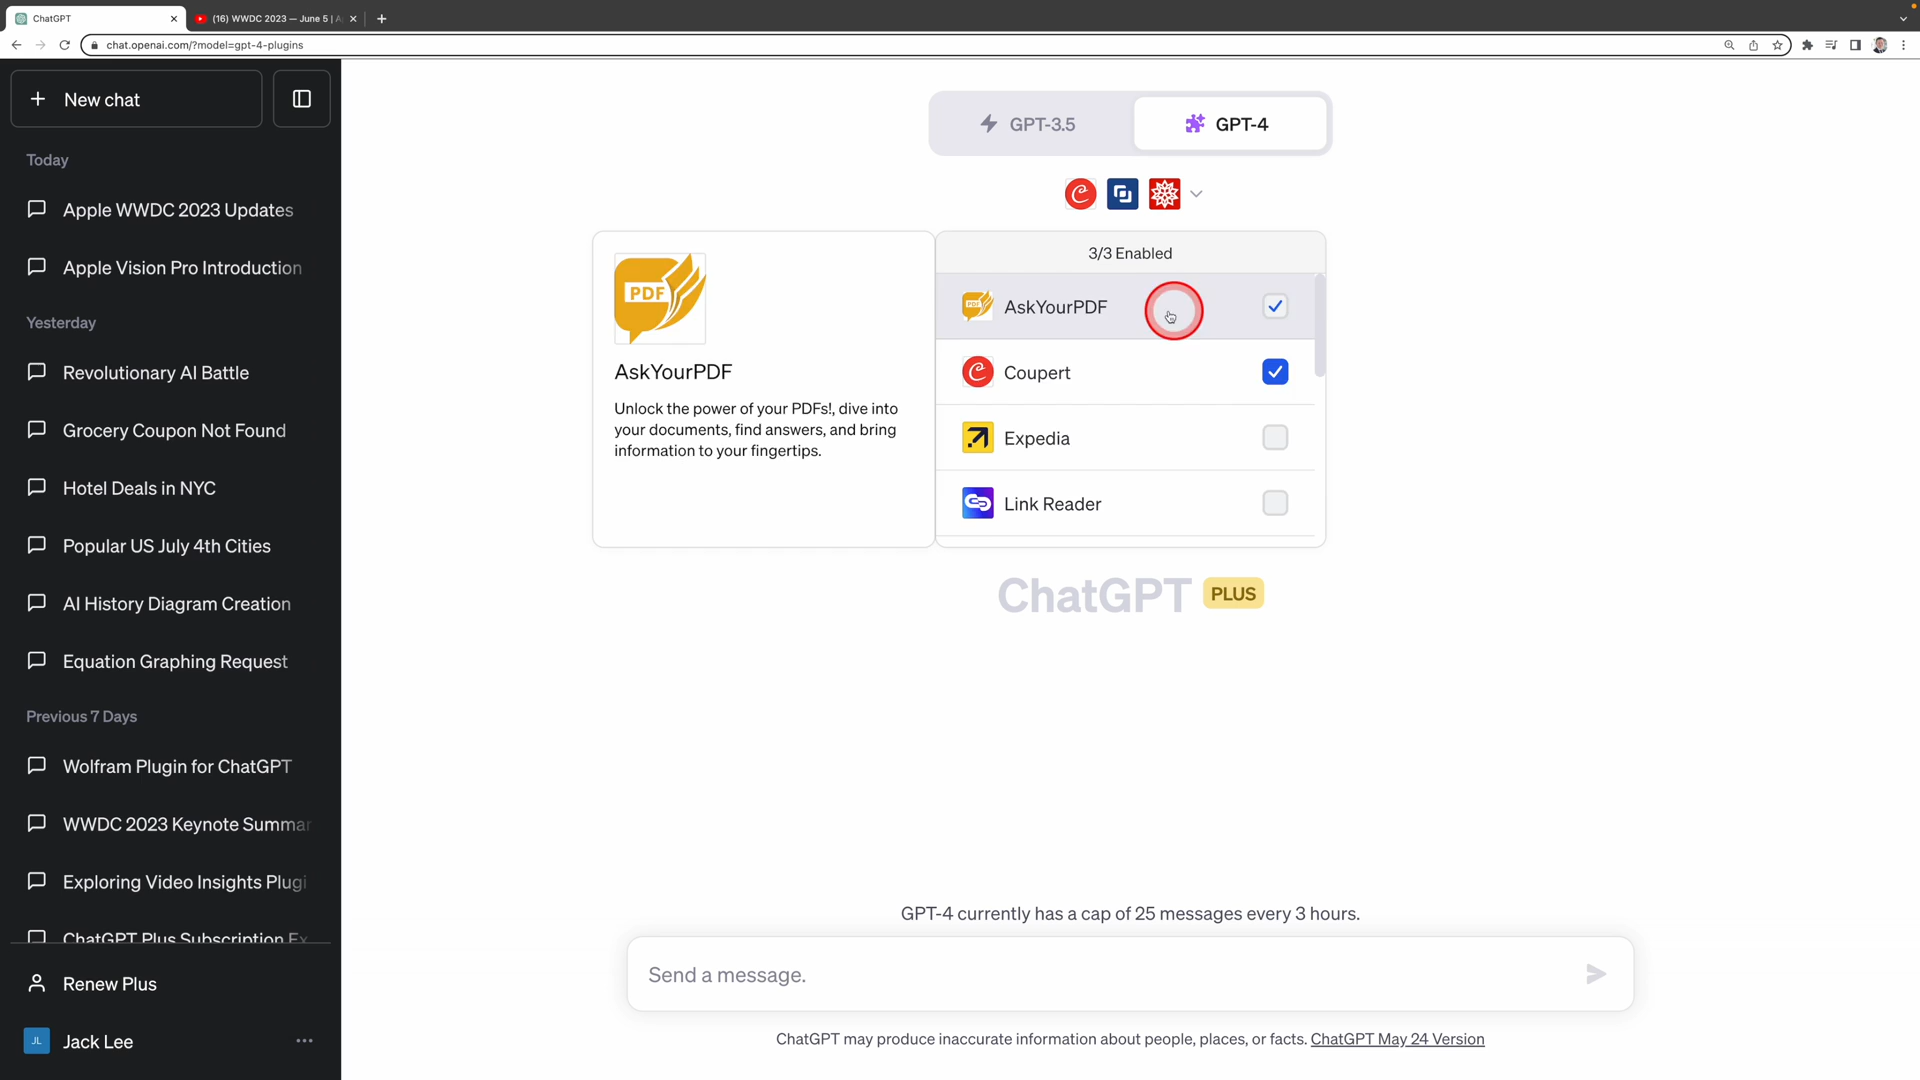 ChatGPT
(16) WWDC 2023 — June 5 | A
chat.openai.com/?model=gpt-4-plugins
New chat
Today
Apple WWDC 2023 Updates
Apple Vision Pro Introduction
Yesterday
Revolutionary AI Battle
Grocery Coupon Not Found
Hotel Deals in NYC
Popular US July 4th Cities
AI History Diagram Creation
Equation Graphing Request
Previous 7 Days
Wolfram Plugin for ChatGPT
WWDC 2023 Keynote Summar
Exploring Video Insights Plugi
ChatGPT Plus Subscription Ex
Renew Plus
JL
Jack Lee
GPT-3.5
GPT-4
PDF
AskYourPDF
Unlock the power of your PDFs!, dive into
your documents, find answers, and bring
information to your fingertips.
3/3 Enabled
PDF
AskYourPDF
Coupert
Expedia
Link Reader
ChatGPT PLUS
GPT-4 currently has a cap of 25 messages every 3 hours.
Send a message.
ChatGPT may produce inaccurate information about people, places, or facts. ChatGPT May 24 Version